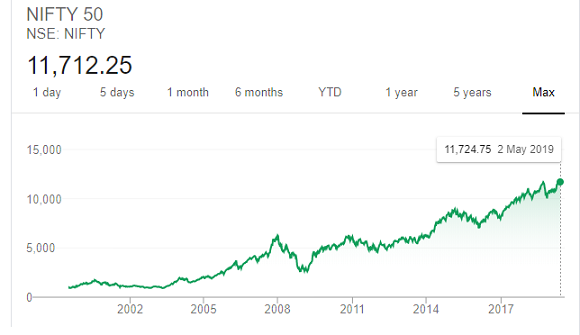 NIFTY 50
NSE: NIFTY
11,712.25
1 day 5 days 1 month 6 months YTD 1 year 5 years Max
11,724.75 2 May 2019
15,000
10,000
5,000
0
2002 2005 2008 2011 2014 2017